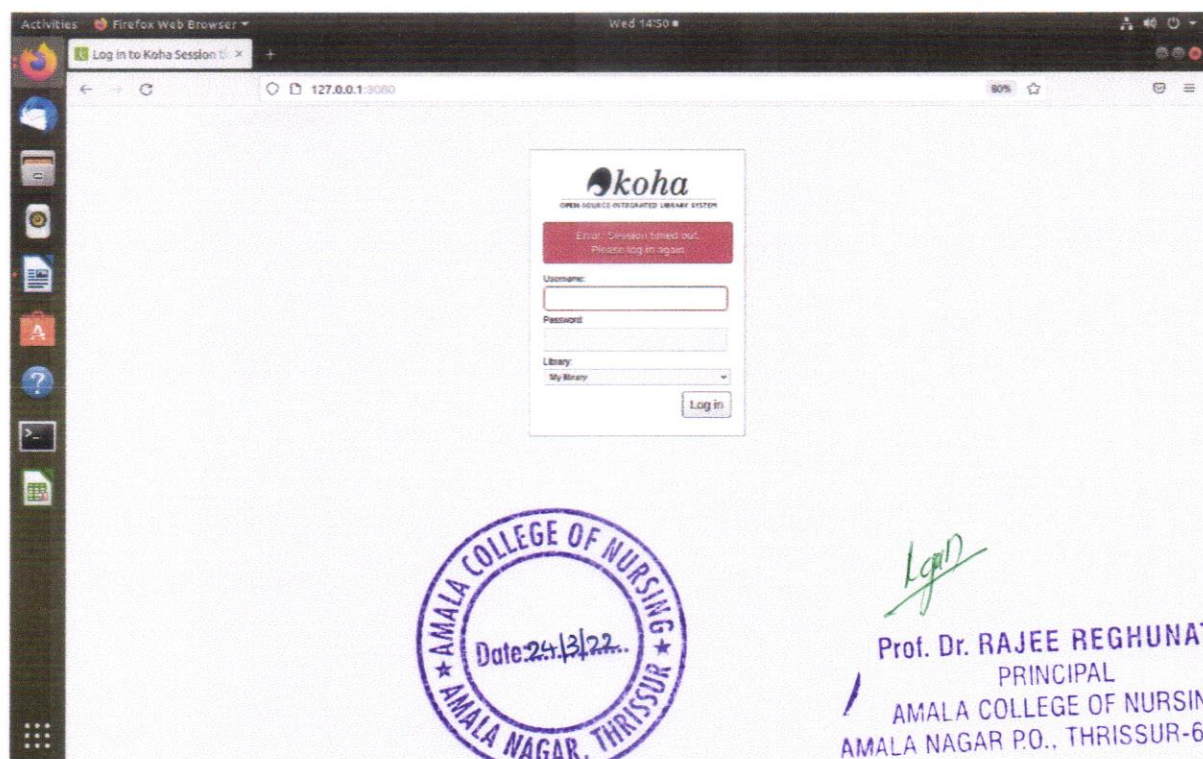 Activities Firefox Web Browser Wed 14:50
Log in to Koha Session ti
127.0.0.1:8080 80%
koha
OPEN SOURCE INTEGRATED LIBRARY SYSTEM
Error: Session timed out.
Please log in again
Username:
Password:
Library:
My library
Log in
AMALA COLLEGE OF NURSING
Date: 24/3/22
AMALA NAGAR, THRISSUR
Prof. Dr. RAJEE REGHUNAT
PRINCIPAL
AMALA COLLEGE OF NURSIN
AMALA NAGAR P.O., THRISSUR-6